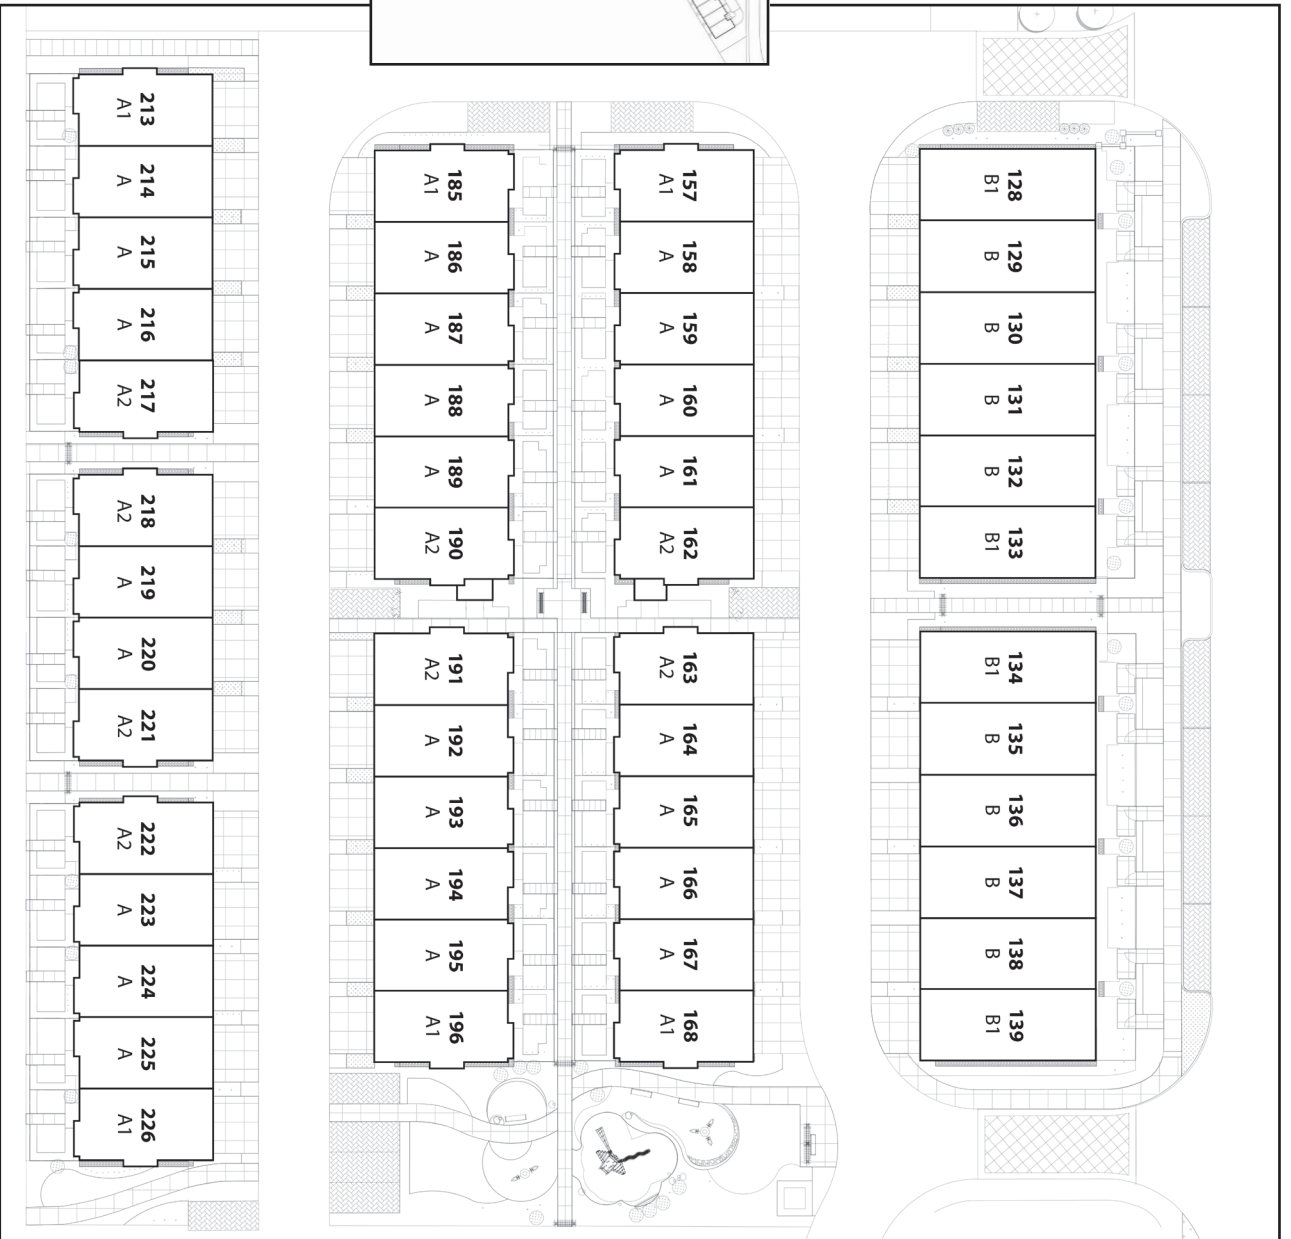 213
A1
214
A
215
A
216
A
217
A2
218
A2
219
A
220
A
221
A2
222
A2
223
A
224
A
225
A
226
A1
185
A1
186
A
187
A
188
A
189
A
190
A2
191
A2
192
A
193
A
194
A
195
A
196
A1
157
A1
158
A
159
A
160
A
161
A
162
A2
163
A2
164
A
165
A
166
A
167
A
168
A1
128
B1
129
B
130
B
131
B
132
B
133
B1
134
B1
135
B
136
B
137
B
138
B
139
B1